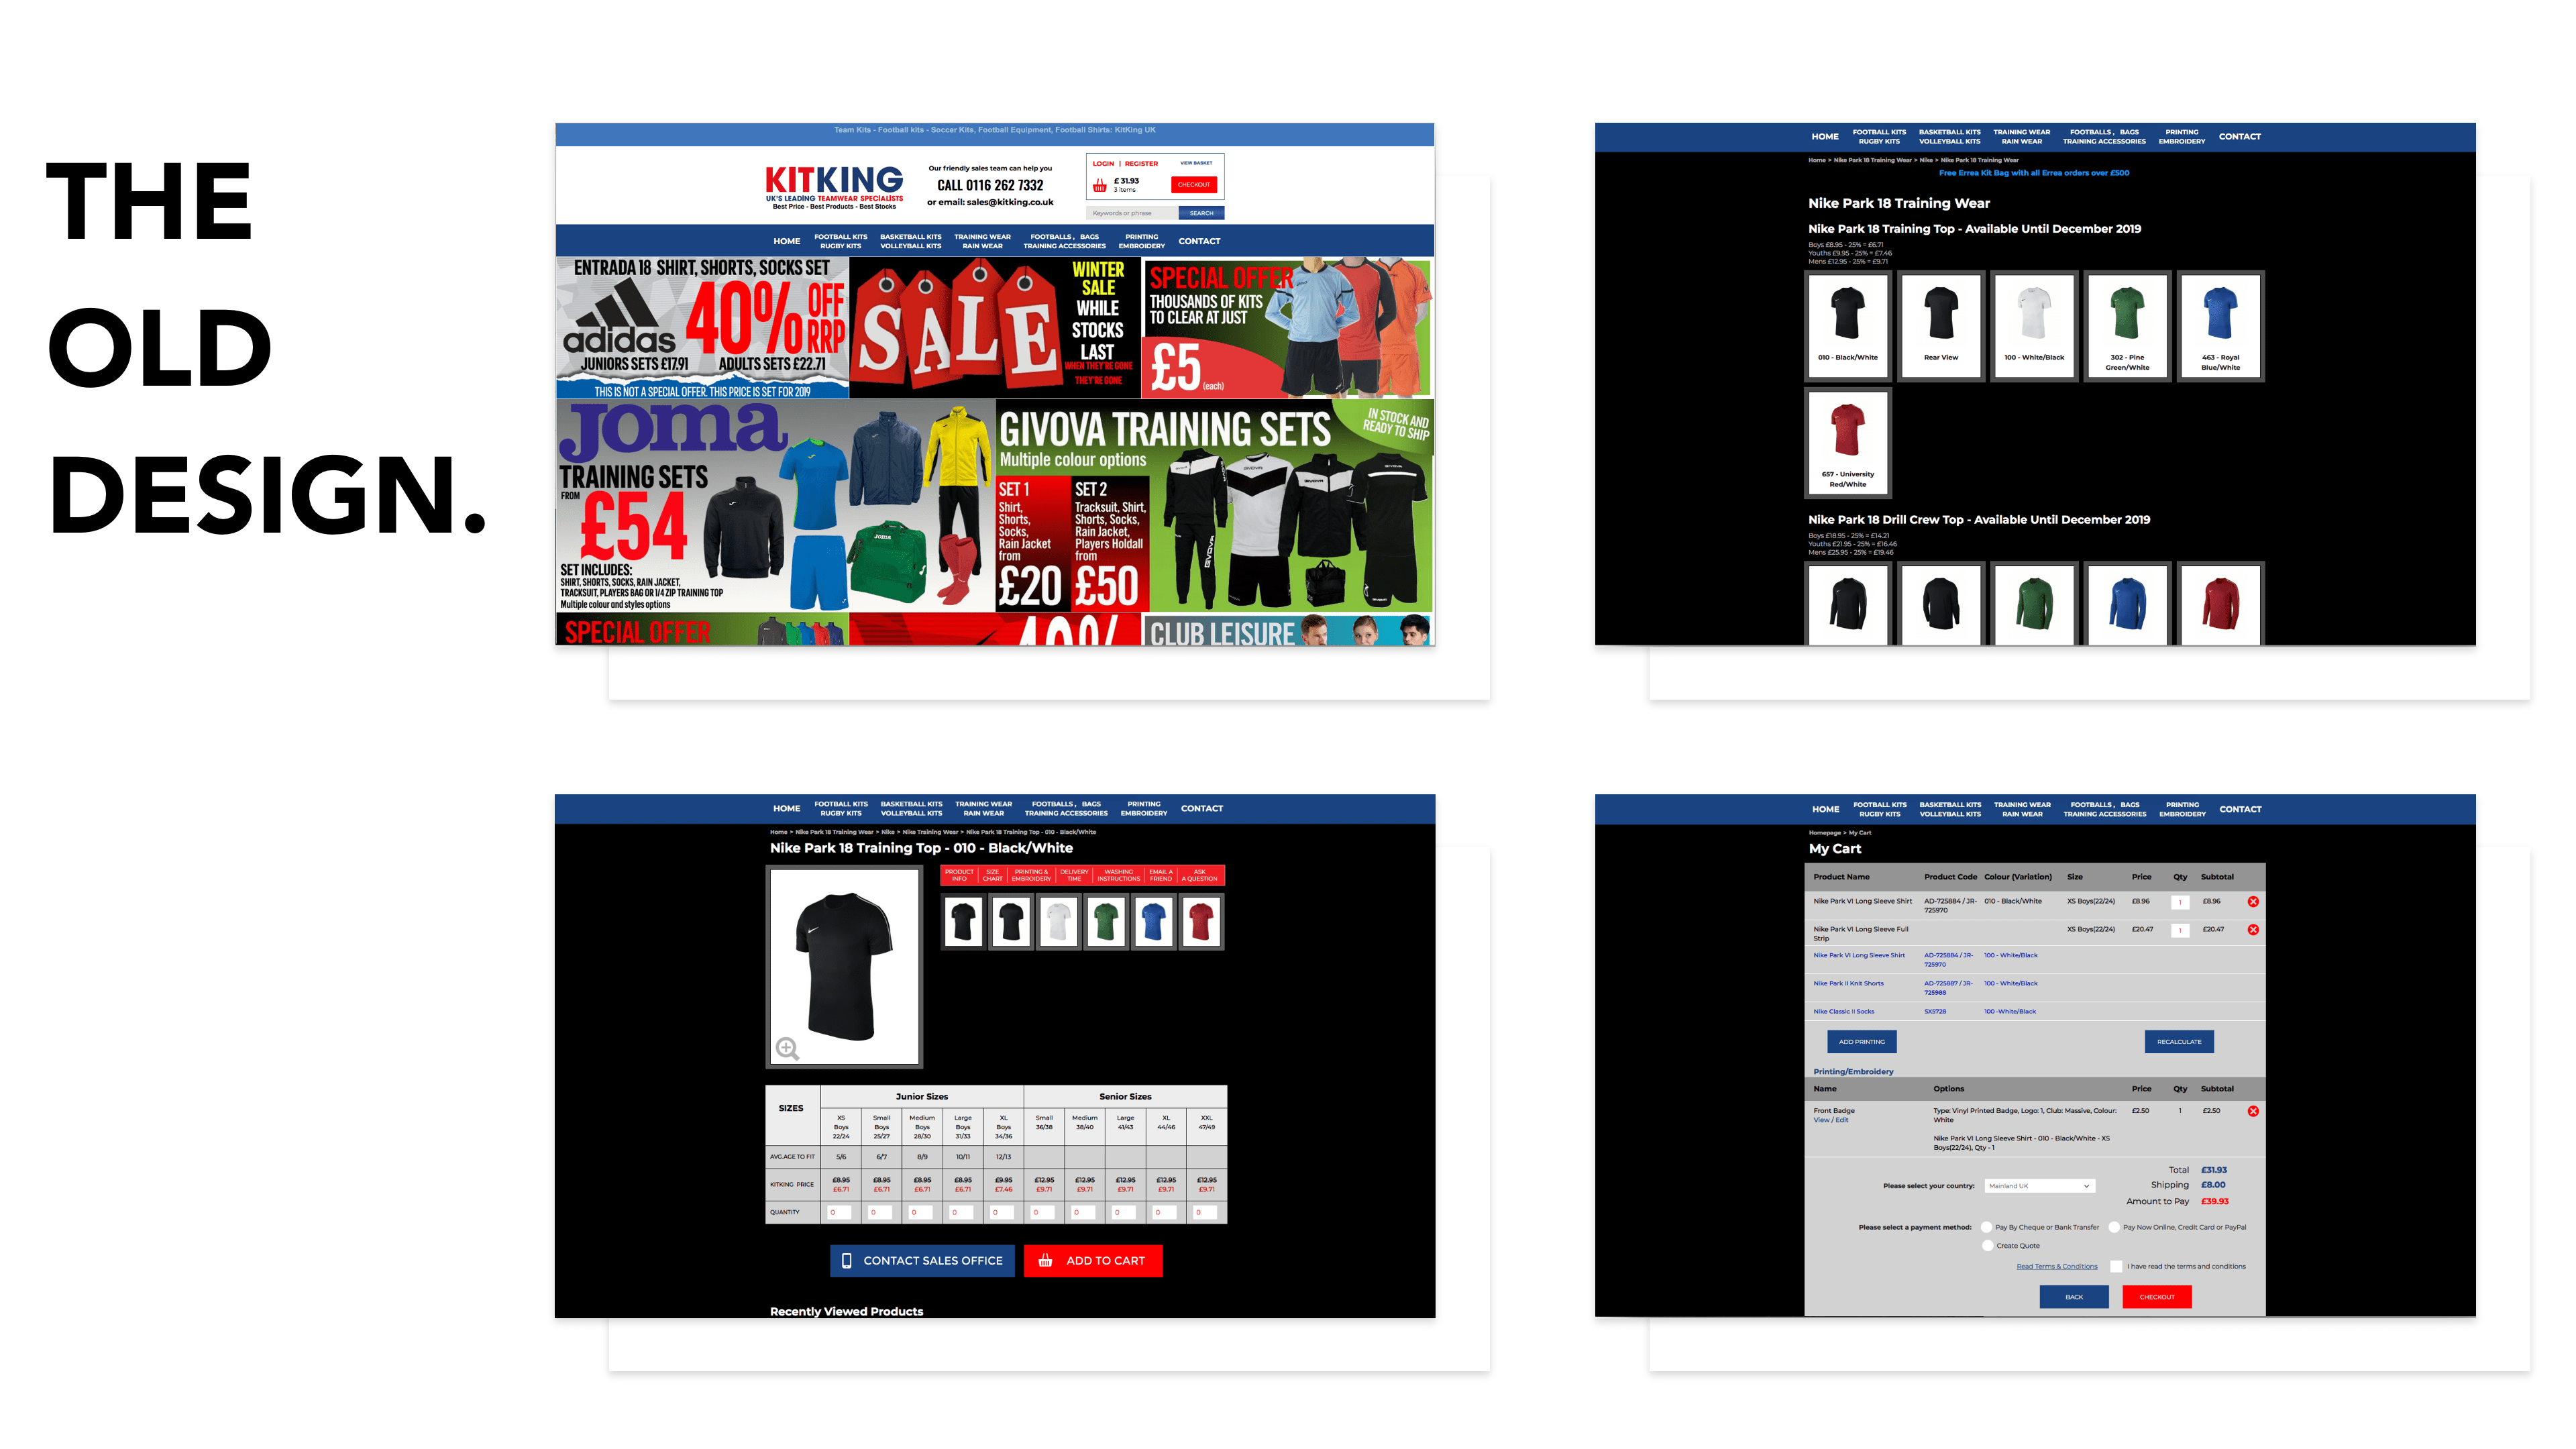 THE
OLD
DESIGN.
Team Kits - Football kits - Soccer Kits, Football Equipment, Football Shirts: KitKing UK
KITKING
UK'S LEADING TEAMWEAR SPECIALISTS
Best Price - Best Products - Best Stocks
Our friendly sales team can help you
CALL 0116 262 7332
or email: sales@kitking.co.uk
LOGIN | REGISTER VIEW BASKET
£ 31.93
3 items
CHECKOUT
Keywords or phrase SEARCH
HOME FOOTBALL KITS BASKETBALL KITS TRAINING WEAR FOOTBALLS , BAGS PRINTING CONTACT
RUGBY KITS VOLLEYBALL KITS RAIN WEAR TRAINING ACCESSORIES EMBROIDERY
ENTRADA 18 SHIRT, SHORTS, SOCKS SET
adidas
40% OFF RRP
JUNIORS SETS £17.91 ADULTS SETS £22.71
THIS IS NOT A SPECIAL OFFER. THIS PRICE IS SET FOR 2019
SALE
WINTER
SALE
WHILE
STOCKS
LAST
WHEN THEY'RE GONE
THEY'RE GONE
SPECIAL OFFER
THOUSANDS OF KITS
TO CLEAR AT JUST
£5 (each)
Joma
TRAINING SETS
FROM
£54
SET INCLUDES:
SHIRT, SHORTS, SOCKS, RAIN JACKET,
TRACKSUIT, PLAYERS BAG OR 1/4 ZIP TRAINING TOP
Multiple colour and styles options
JOMA
GIVOVA TRAINING SETS
Multiple colour options
IN STOCK AND
READY TO SHIP
SET 1
Shirt,
Shorts,
Socks,
Rain Jacket
from
£20
SET 2
Tracksuit, Shirt,
Shorts, Socks,
Rain Jacket,
Players Holdall
from
£50
GIVOVA
GIVOVA
SPECIAL OFFER
40%
CLUB LEISURE
HOME FOOTBALL KITS BASKETBALL KITS TRAINING WEAR FOOTBALLS , BAGS PRINTING CONTACT
RUGBY KITS VOLLEYBALL KITS RAIN WEAR TRAINING ACCESSORIES EMBROIDERY
Home > Nike Park 18 Training Wear > Nike > Nike Park 18 Training Wear
Free Errea Kit Bag with all Errea orders over £500
Nike Park 18 Training Wear
Nike Park 18 Training Top - Available Until December 2019
Boys £8.95 - 25% = £6.71
Youths £9.95 - 25% = £7.46
Mens £12.95 - 25% = £9.71
010 - Black/White
Rear View
100 - White/Black
302 - Pine
Green/White
463 - Royal
Blue/White
657 - University
Red/White
Nike Park 18 Drill Crew Top - Available Until December 2019
Boys £18.95 - 25% = £14.21
Youths £21.95 - 25% = £16.46
Mens £25.95 - 25% = £19.46
HOME FOOTBALL KITS BASKETBALL KITS TRAINING WEAR FOOTBALLS , BAGS PRINTING CONTACT
RUGBY KITS VOLLEYBALL KITS RAIN WEAR TRAINING ACCESSORIES EMBROIDERY
Home > Nike Park 18 Training Wear > Nike > Nike Training Wear > Nike Park 18 Training Top - 010 - Black/White
Nike Park 18 Training Top - 010 - Black/White
PRODUCT SIZE PRINTING & DELIVERY WASHING EMAIL A ASK
INFO CHART EMBROIDERY TIME INSTRUCTIONS FRIEND A QUESTION
SIZES Junior Sizes Senior Sizes
XS Small Medium Large XL Small Medium Large XL XXL
Boys Boys Boys Boys Boys 36/38 38/40 41/43 44/46 47/49
22/24 25/27 28/30 31/33 34/36
AVG.AGE TO FIT 5/6 6/7 8/9 10/11 12/13
KITKING PRICE £8.95 £8.95 £8.95 £8.95 £9.95 £12.95 £12.95 £12.95 £12.95 £12.95
£6.71 £6.71 £6.71 £6.71 £7.46 £9.71 £9.71 £9.71 £9.71 £9.71
QUANTITY 0 0 0 0 0 0 0 0 0 0
CONTACT SALES OFFICE ADD TO CART
Recently Viewed Products
HOME FOOTBALL KITS BASKETBALL KITS TRAINING WEAR FOOTBALLS , BAGS PRINTING CONTACT
RUGBY KITS VOLLEYBALL KITS RAIN WEAR TRAINING ACCESSORIES EMBROIDERY
Homepage > My Cart
My Cart
Product Name Product Code Colour (Variation) Size Price Qty Subtotal
Nike Park VI Long Sleeve Shirt AD-725884 / JR- 010 - Black/White XS Boys(22/24) £8.96 1 £8.96
725970
Nike Park VI Long Sleeve Full XS Boys(22/24) £20.47 1 £20.47
Strip
Nike Park VI Long Sleeve Shirt AD-725884 / JR- 100 - White/Black
725970
Nike Park II Knit Shorts AD-725887 / JR- 100 - White/Black
725988
Nike Classic II Socks SX5728 100 -White/Black
ADD PRINTING RECALCULATE
Printing/Embroidery
Name Options Price Qty Subtotal
Front Badge Type: Vinyl Printed Badge, Logo: 1, Club: Massive, Colour: £2.50 1 £2.50
View / Edit White
Nike Park VI Long Sleeve Shirt - 010 - Black/White - XS
Boys(22/24), Qty - 1
Total £31.93
Please select your country: Mainland UK Shipping £8.00
Amount to Pay £39.93
Please select a payment method: Pay By Cheque or Bank Transfer Pay Now Online, Credit Card or PayPal
Create Quote
Read Terms & Conditions I have read the terms and conditions
BACK CHECKOUT